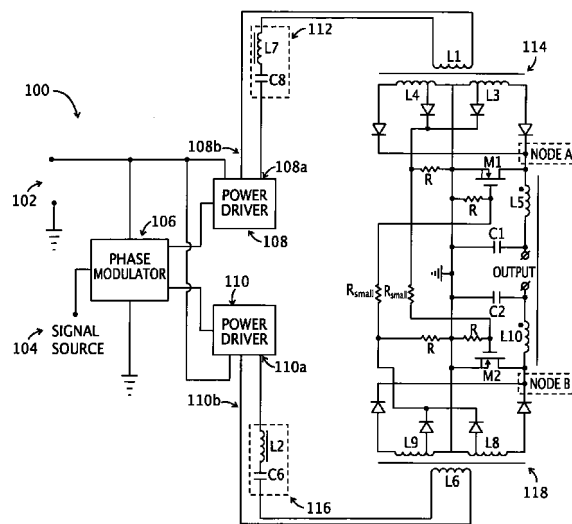 L7
112
L1
C8
114
100
L4
L3
108b
108a
NODE A
M1
R
102
106
POWER
DRIVER
R
L5
108
C1
PHASE
MODULATOR
110
Rsmall
Rsmall
OUTPUT
POWER
DRIVER
C2
104
SIGNAL
SOURCE
R
R
L10
110a
M2
110b
NODE B
L2
L9
L8
C6
L6
118
116